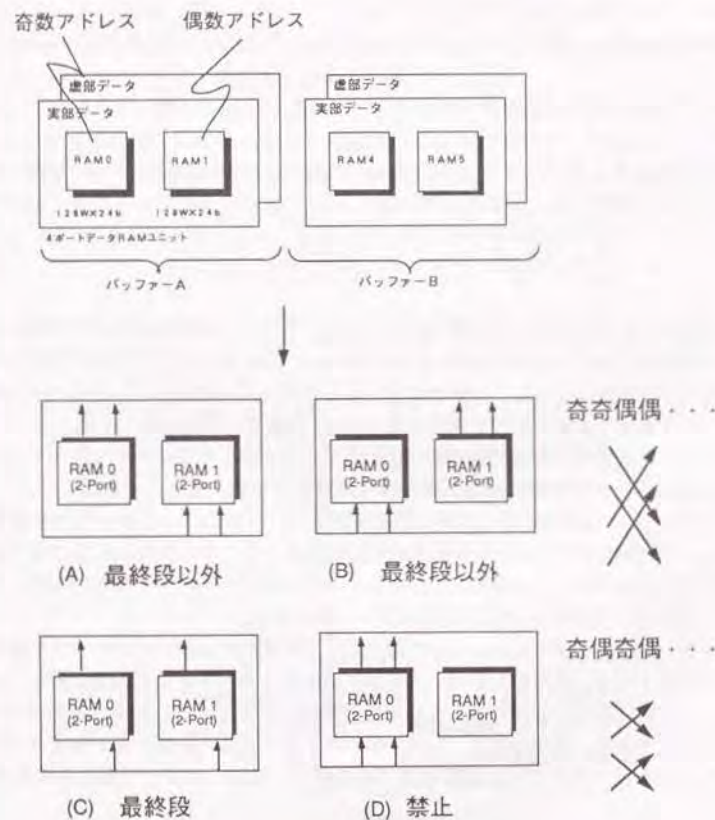 奇数アドレス 偶数アドレス
虚部データ
実部データ
RAM0 RAM1
128W×24b 128W×24b
4ポートデータRAMユニット
バッファーA
虚部データ
実部データ
RAM4 RAM5
バッファーB
RAM 0
(2-Port)
RAM 1
(2-Port)
(A) 最終段以外
RAM 0
(2-Port)
RAM 1
(2-Port)
(B) 最終段以外
奇奇偶偶・・・
RAM 0
(2-Port)
RAM 1
(2-Port)
(C) 最終段
RAM 0
(2-Port)
RAM 1
(2-Port)
(D) 禁止
奇偶奇偶・・・